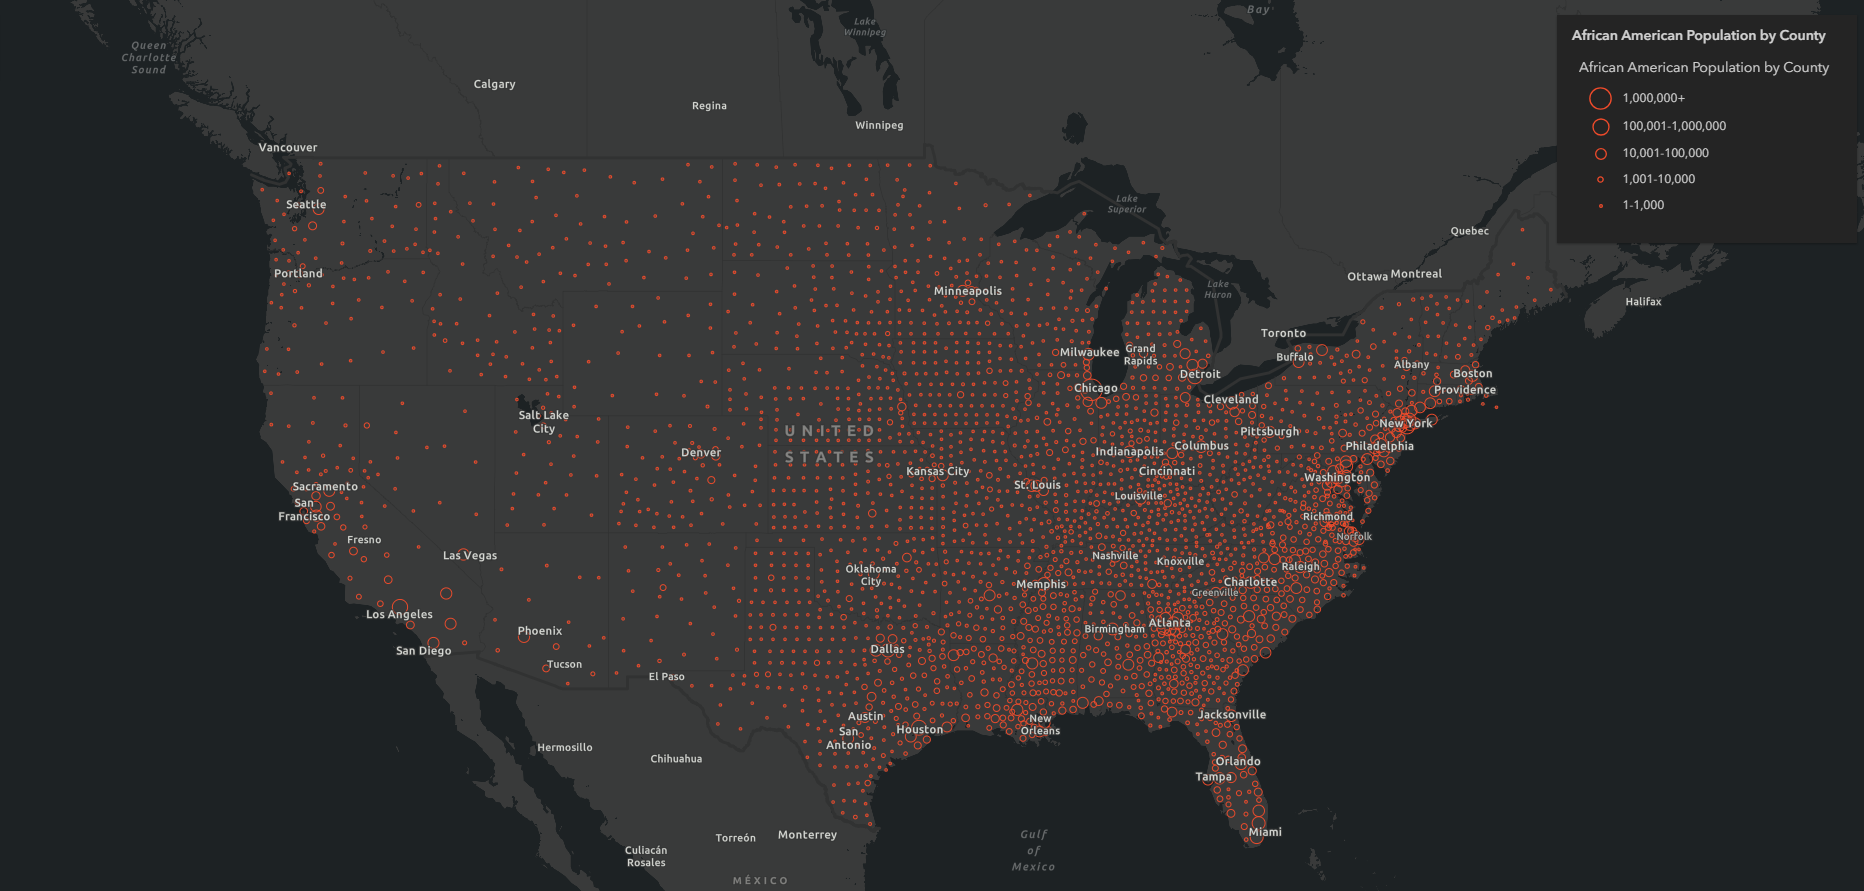 African American Population by County
African American Population by County
1,000,000+
100,001-1,000,000
10,001-100,000
1,001-10,000
1-1,000
Bay
Queen
Charlotte
Sound
Lake
Winnipeg
Calgary
Regina
Winnipeg
Vancouver
Seattle
Portland
Lake
Superior
Quebec
Ottawa
Montreal
Halifax
Minneapolis
Lake
Huron
Toronto
Buffalo
Milwaukee
Grand
Rapids
Detroit
Albany
Boston
Providence
Chicago
Cleveland
New York
Salt Lake
City
UNITED
STATES
Pittsburgh
Philadelphia
Denver
Kansas City
Indianapolis
Columbus
Cincinnati
Washington
St. Louis
Louisville
Sacramento
San
Francisco
Richmond
Norfolk
Fresno
Las Vegas
Oklahoma
City
Nashville
Knoxville
Raleigh
Memphis
Charlotte
Greenville
Los Angeles
Phoenix
Birmingham
Atlanta
San Diego
Tucson
Dallas
El Paso
Austin
San
Antonio
Houston
New
Orleans
Jacksonville
Hermosillo
Chihuahua
Orlando
Tampa
Miami
Torreón
Monterrey
Gulf
of
Mexico
Culiacán
Rosales
MÉXICO